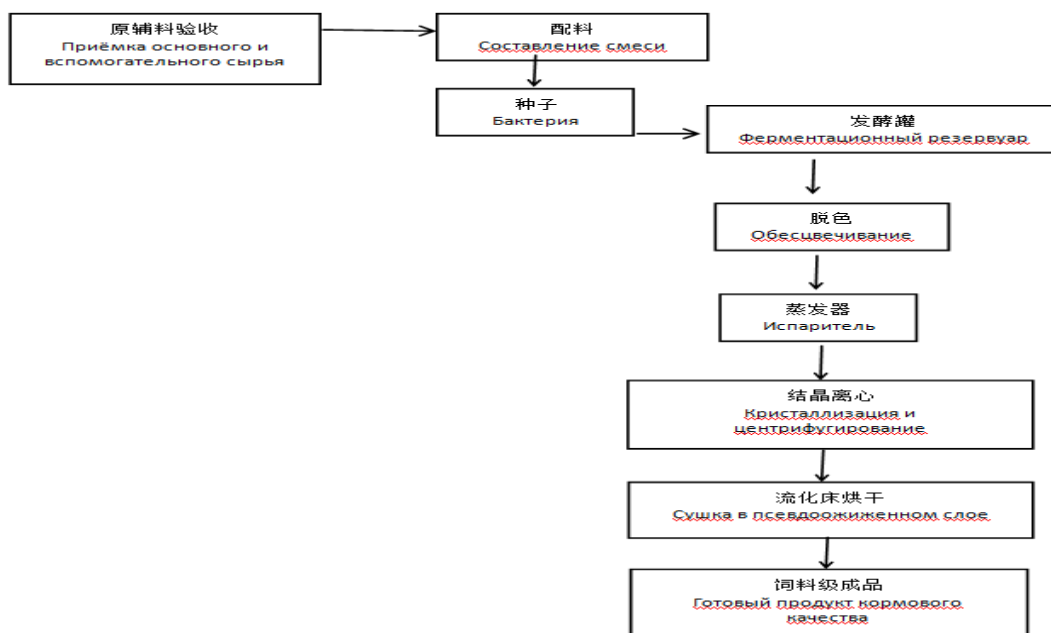 原辅料验收
Приёмка основного и
вспомогательного сырья
配料
Составление смеси
种子
Бактерия
发酵罐
Ферментационный резервуар
脱色
Обесцвечивание
蒸发器
Испаритель
结晶离心
Кристаллизация и
центрифугирование
流化床烘干
Сушка в псевдоожиженном слое
饲料级成品
Готовый продукт кормового
качества